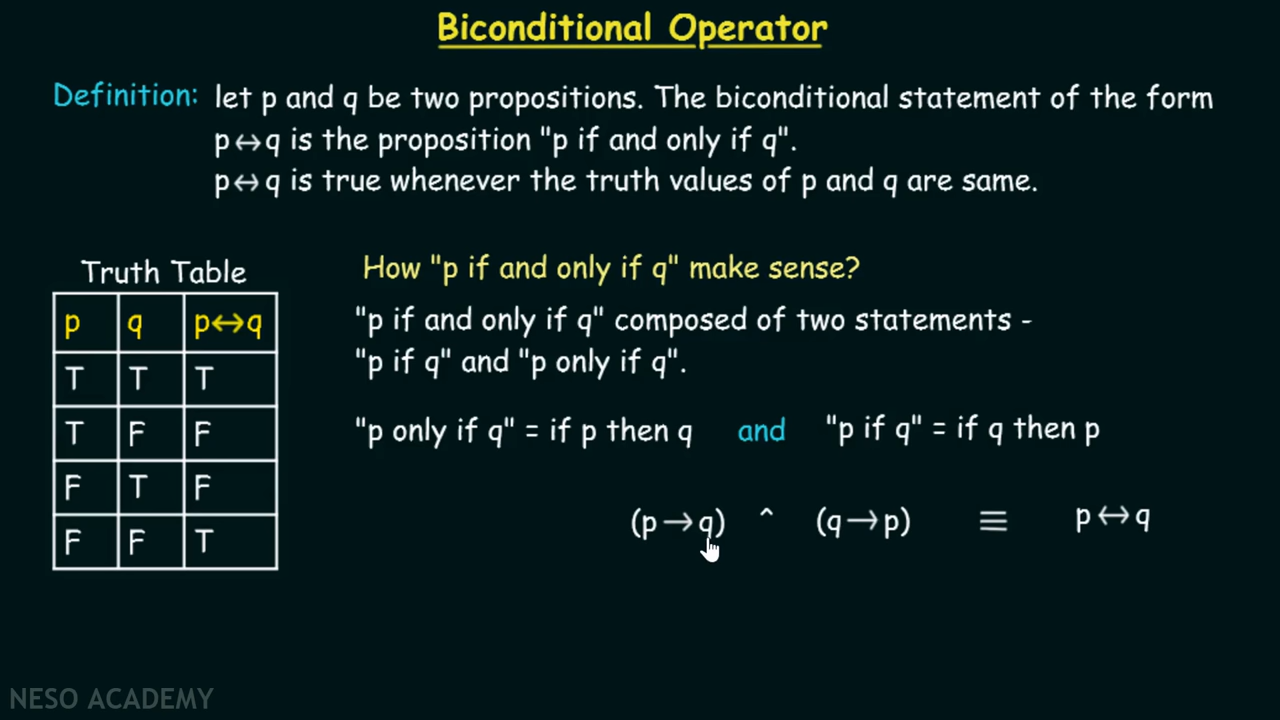 Biconditional Operator
Definition: let p and q be two propositions. The biconditional statement of the form
p↔q is the proposition "p if and only if q".
p↔q is true whenever the truth values of p and q are same.
Truth Table
p q p↔q
T T T
T F F
F T F
F F T
How "p if and only if q" make sense?
"p if and only if q" composed of two statements -
"p if q" and "p only if q".
"p only if q" = if p then q and "p if q" = if q then p
(p→q) ^ (q→p) ≡ p↔q
NESO ACADEMY